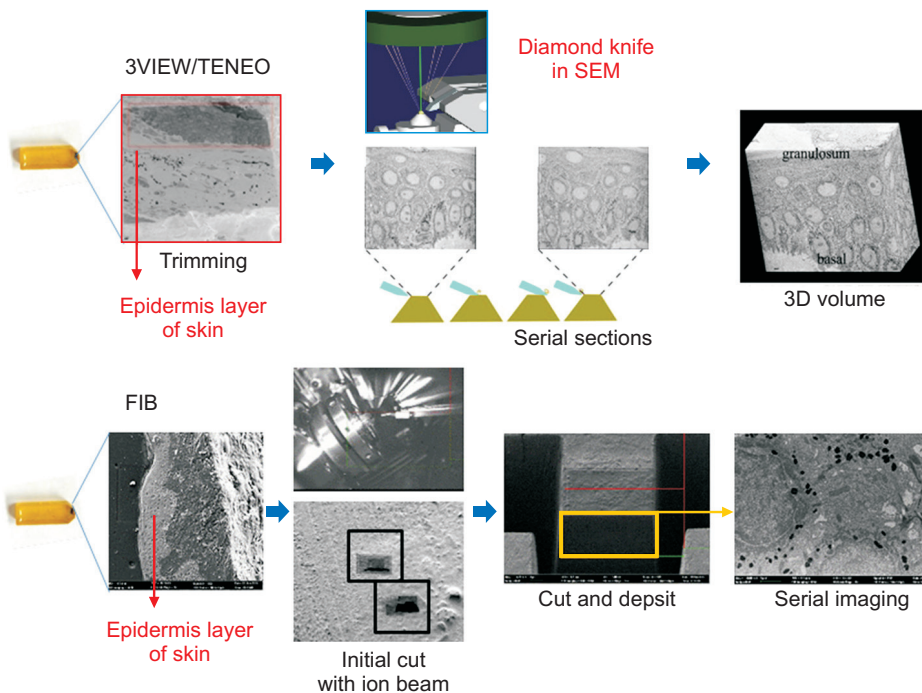 3VIEW/TENEO
Diamond knife
in SEM
Trimming
Epidermis layer
of skin
granulosum
basal
Serial sections
3D volume
FIB
Epidermis layer
of skin
Initial cut
with ion beam
Cut and depsit
Serial imaging